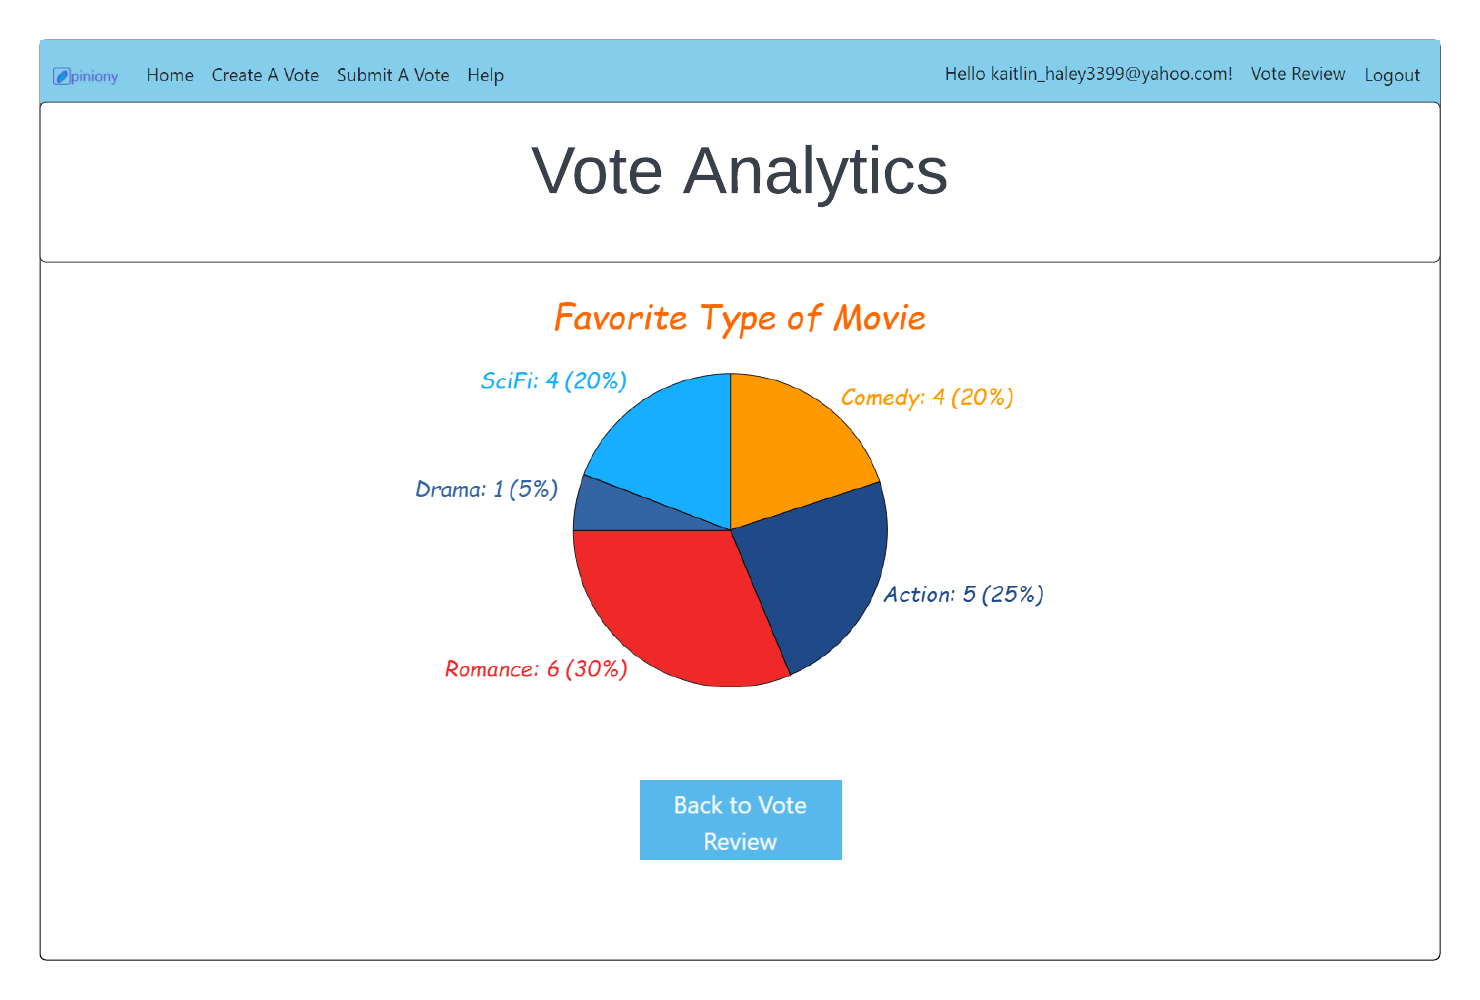 Opiniony Home Create A Vote Submit A Vote Help Hello kaitlin_haley3399@yahoo.com! Vote Review Logout
Vote Analytics
Favorite Type of Movie
SciFi: 4 (20%)
Comedy: 4 (20%)
Drama: 1 (5%)
Action: 5 (25%)
Romance: 6 (30%)
Back to Vote
Review